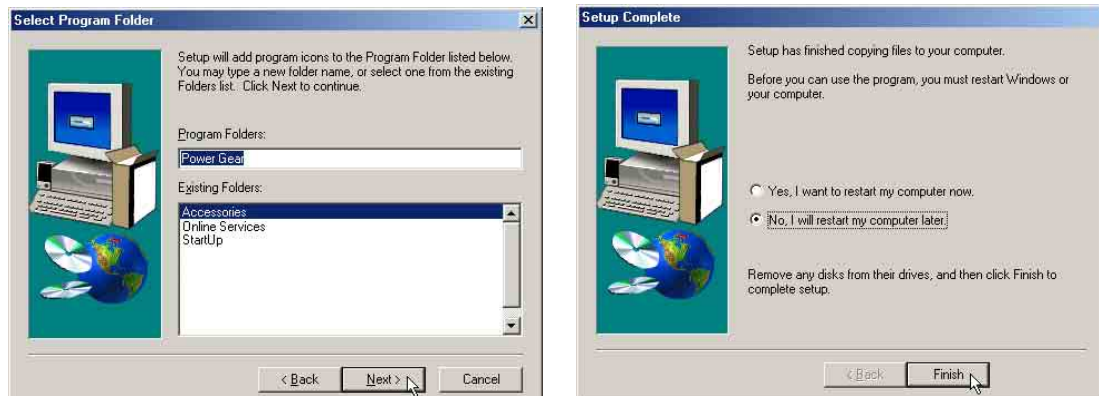 Select Program Folder
Setup will add program icons to the Program Folder listed below.
You may type a new folder name, or select one from the existing
Folders list. Click Next to continue.
Program Folders:
Power Gear
Existing Folders:
Accessories
Online Services
StartUp
< Back
Next >
Cancel
Setup Complete
Setup has finished copying files to your computer.
Before you can use the program, you must restart Windows or
your computer.
Yes, I want to restart my computer now.
No, I will restart my computer later.
Remove any disks from their drives, and then click Finish to
complete setup.
< Back
Finish